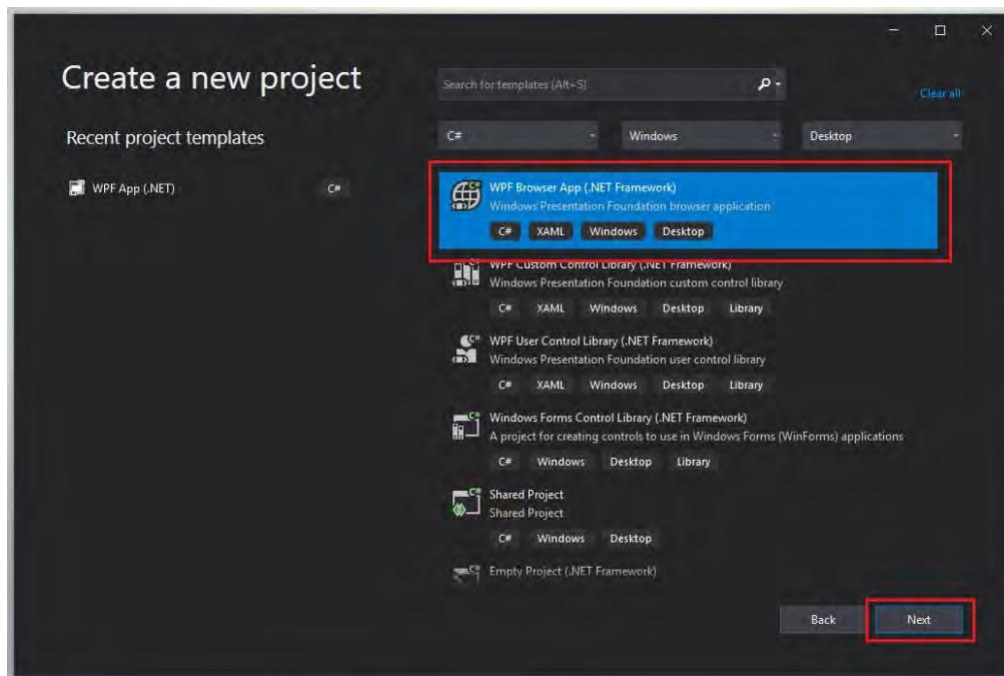 Create a new project
Search for templates (Alt+S)
Clear all
Recent project templates
C#
Windows
Desktop
WPF App (.NET)
C#
WPF Browser App (.NET Framework)
Windows Presentation Foundation browser application
C# XAML Windows Desktop
WPF Custom Control Library (.NET Framework)
Windows Presentation Foundation custom control library
C# XAML Windows Desktop Library
WPF User Control Library (.NET Framework)
Windows Presentation Foundation user control library
C# XAML Windows Desktop Library
Windows Forms Control Library (.NET Framework)
A project for creating controls to use in Windows Forms (WinForms) applications
C# Windows Desktop Library
Shared Project
Shared Project
C# Windows Desktop
Empty Project (.NET Framework)
Back
Next